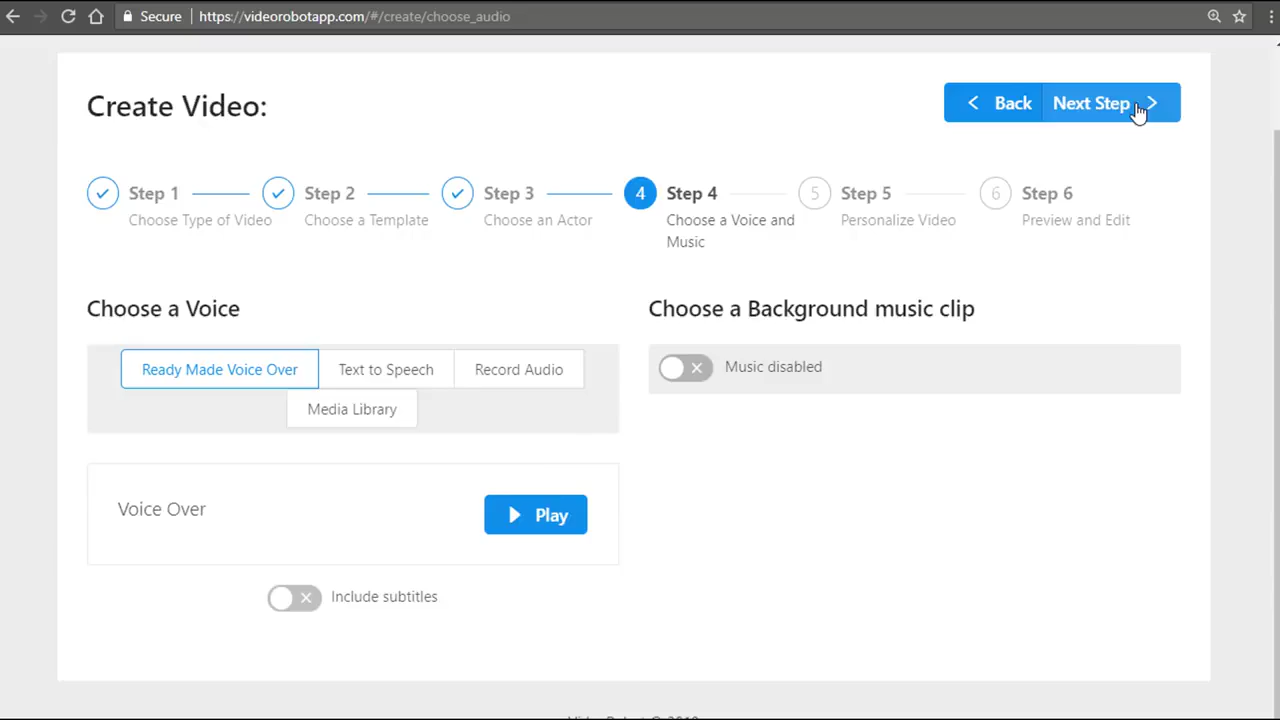 Secure https://videorobotapp.com/#/create/choose_audio
Create Video:
Back Next Step
Step 1 Step 2 Step 3 4 Step 4 5 Step 5 6 Step 6
Choose Type of Video Choose a Template Choose an Actor Choose a Voice and Personalize Video Preview and Edit
Music
Choose a Voice
Ready Made Voice Over Text to Speech Record Audio
Media Library
Voice Over Play
Include subtitles
Choose a Background music clip
Music disabled